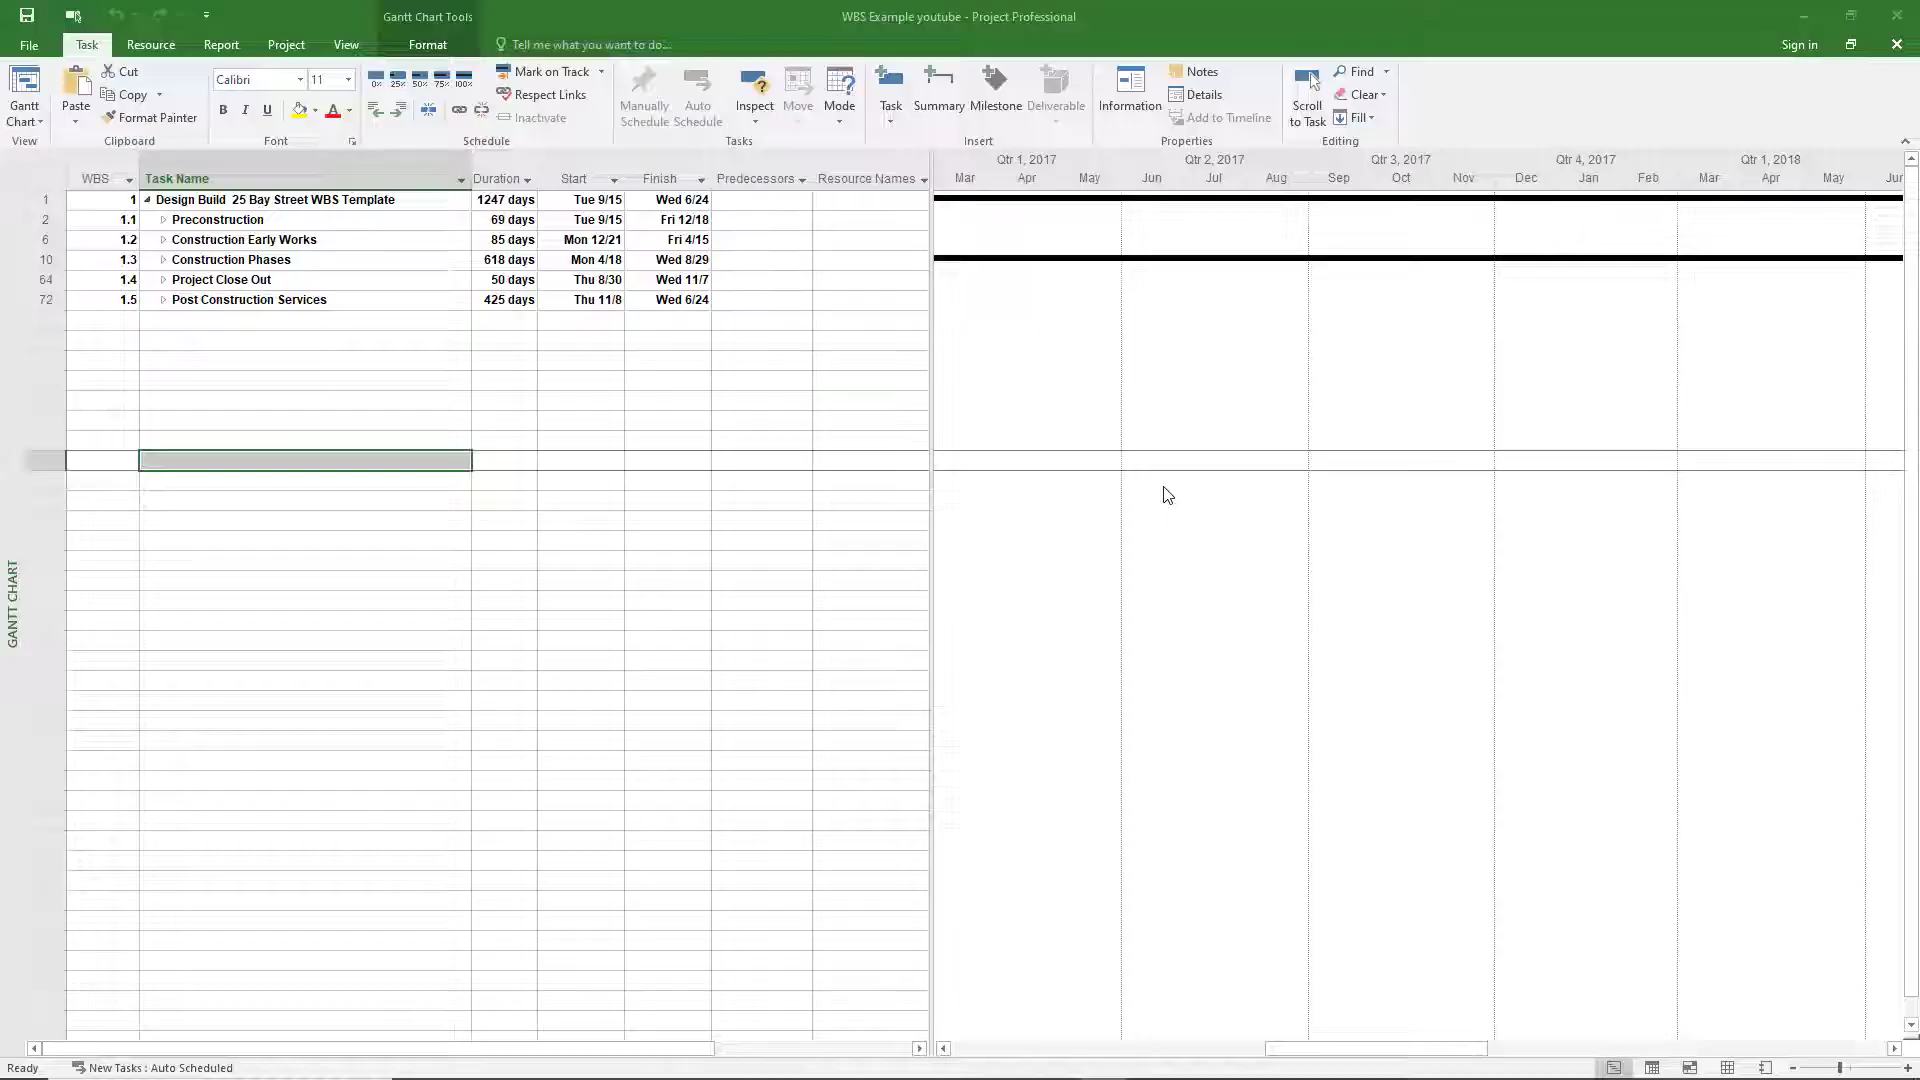 Gantt Chart Tools
WBS Example youtube - Project Professional
File Task Resource Report Project View Format Tell me what you want to do... Sign in
Gantt Chart
View
Paste
Cut
Copy
Format Painter
Clipboard
Calibri 11
B I U A
Font
0% 25% 50% 75% 100%
Mark on Track
Respect Links
Inactivate
Schedule
Manually Schedule
Auto Schedule
Inspect
Move
Mode
Tasks
Task
Summary
Milestone
Deliverable
Insert
Information
Notes
Details
Add to Timeline
Properties
Scroll to Task
Find
Clear
Fill
Editing
Qtr 1, 2017 Qtr 2, 2017 Qtr 3, 2017 Qtr 4, 2017 Qtr 1, 2018
WBS Task Name Duration Start Finish Predecessors Resource Names Mar Apr May Jun Jul Aug Sep Oct Nov Dec Jan Feb Mar Apr May Jun
1 1 Design Build 25 Bay Street WBS Template 1247 days Tue 9/15 Wed 6/24
2 1.1 Preconstruction 69 days Tue 9/15 Fri 12/18
6 1.2 Construction Early Works 85 days Mon 12/21 Fri 4/15
10 1.3 Construction Phases 618 days Mon 4/18 Wed 8/29
64 1.4 Project Close Out 50 days Thu 8/30 Wed 11/7
72 1.5 Post Construction Services 425 days Thu 11/8 Wed 6/24
GANTT CHART
Ready New Tasks : Auto Scheduled